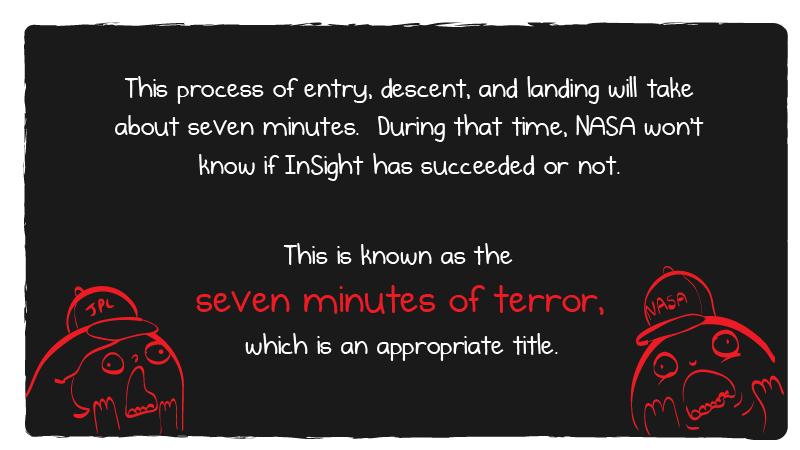 This process of entry, descent, and landing will take
about seven minutes. During that time, NASA won't
know if InSight has succeeded or not.
This is known as the
seven minutes of terror,
which is an appropriate title.
JPL
NASA